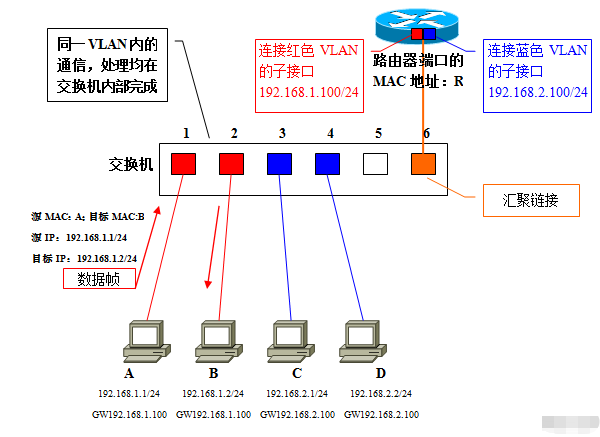 同一 VLAN 内的
通信，处理均在
交换机内部完成
连接红色 VLAN
的子接口
192.168.1.100/24
路由器端口的
MAC 地址：R
连接蓝色 VLAN
的子接口
192.168.2.100/24
1 2 3 4 5 6
交换机
汇聚链接
源 MAC：A；目标 MAC:B
源 IP：192.168.1.1/24
目标 IP：192.168.1.2/24
数据帧
A B C D
192.168.1.1/24 192.168.1.2/24 192.168.2.1/24 192.168.2.2/24
GW192.168.1.100 GW192.168.1.100 GW192.168.2.100 GW192.168.2.100